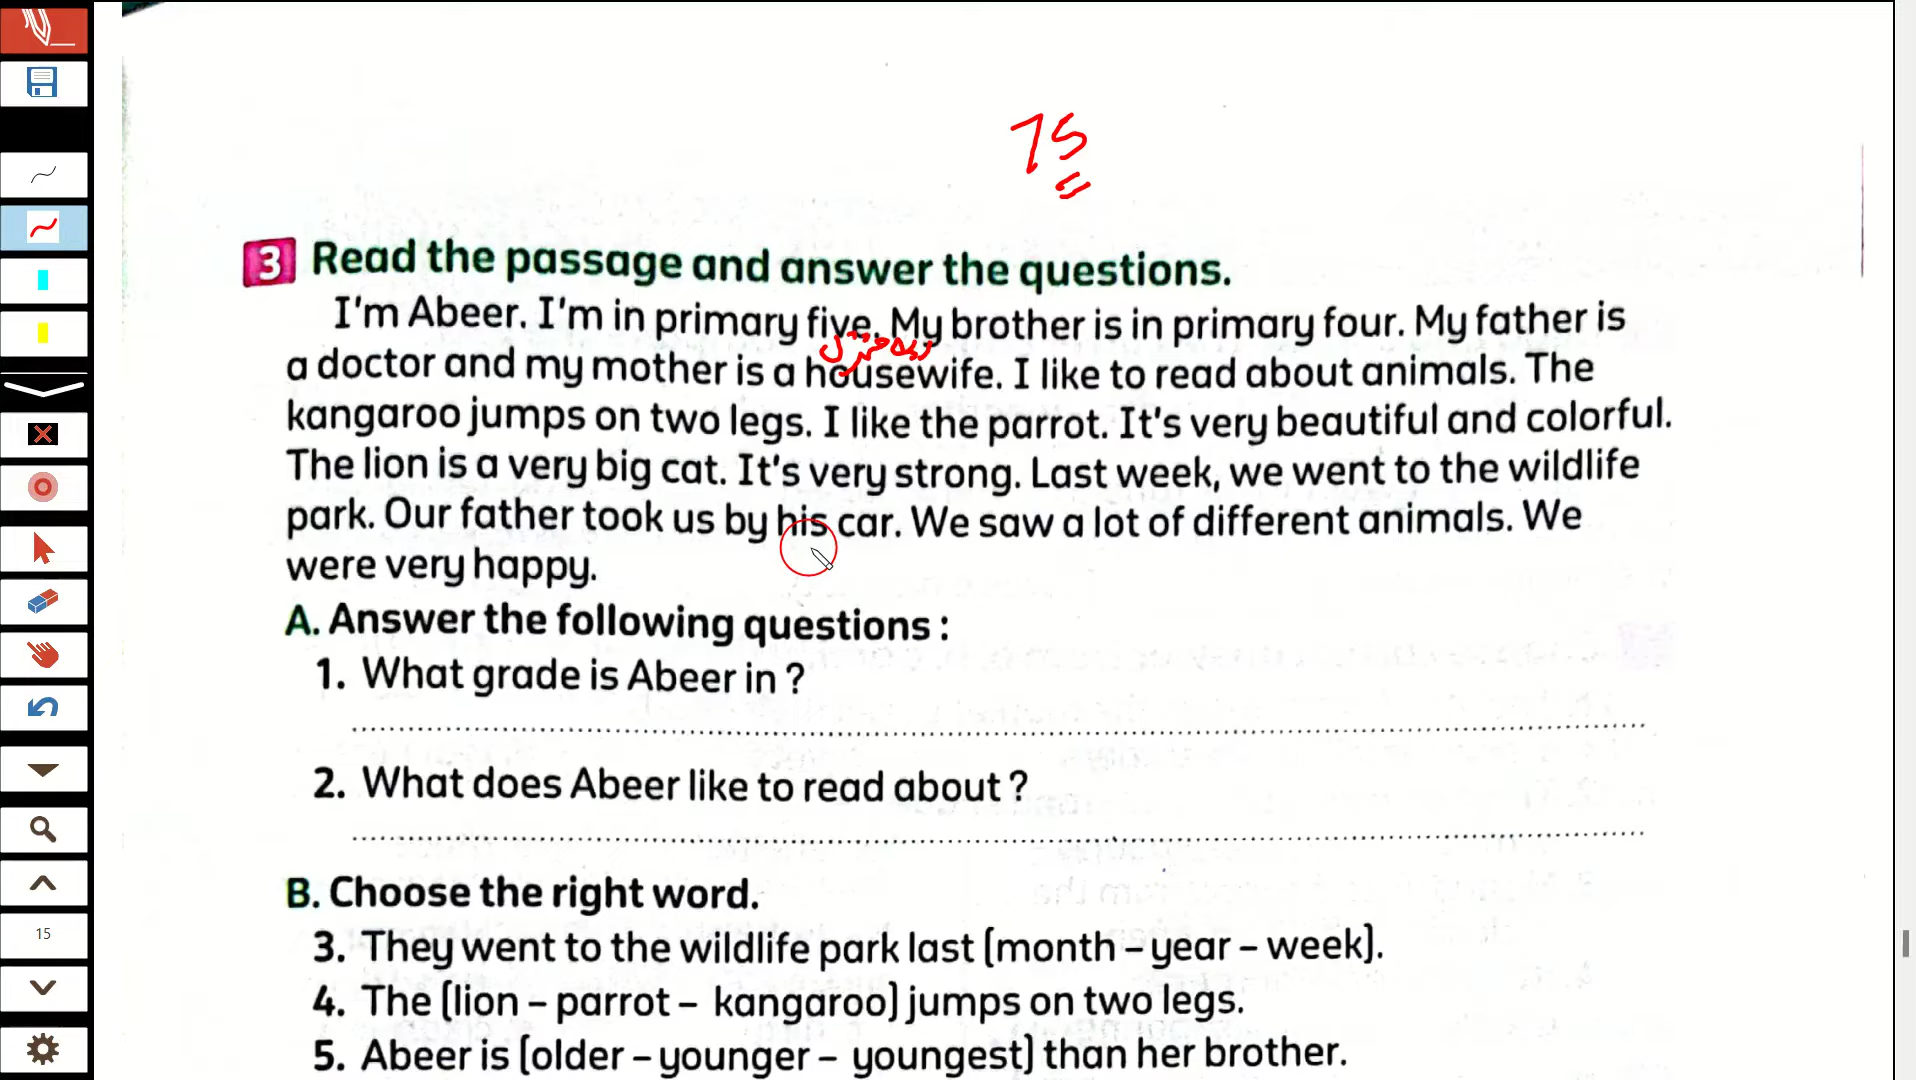 75
3 Read the passage and answer the questions.
I'm Abeer. I'm in primary five. My brother is in primary four. My father is
a doctor and my mother is a housewife. I like to read about animals. The
kangaroo jumps on two legs. I like the parrot. It's very beautiful and colorful.
The lion is a very big cat. It's very strong. Last week, we went to the wildlife
park. Our father took us by his car. We saw a lot of different animals. We
were very happy.
A. Answer the following questions :
1. What grade is Abeer in ?
2. What does Abeer like to read about ?
B. Choose the right word.
3. They went to the wildlife park last (month – year – week).
4. The (lion – parrot – kangaroo) jumps on two legs.
5. Abeer is (older – younger – youngest) than her brother.
15